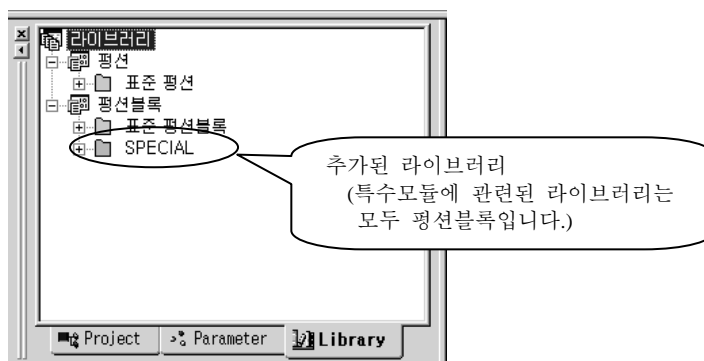 라이브러리
펑션
표준 펑션
펑션블록
표준 펑션블록
SPECIAL
추가된 라이브러리
(특수모듈에 관련된 라이브러리는
모두 펑션블록입니다.)
Project
Parameter
Library